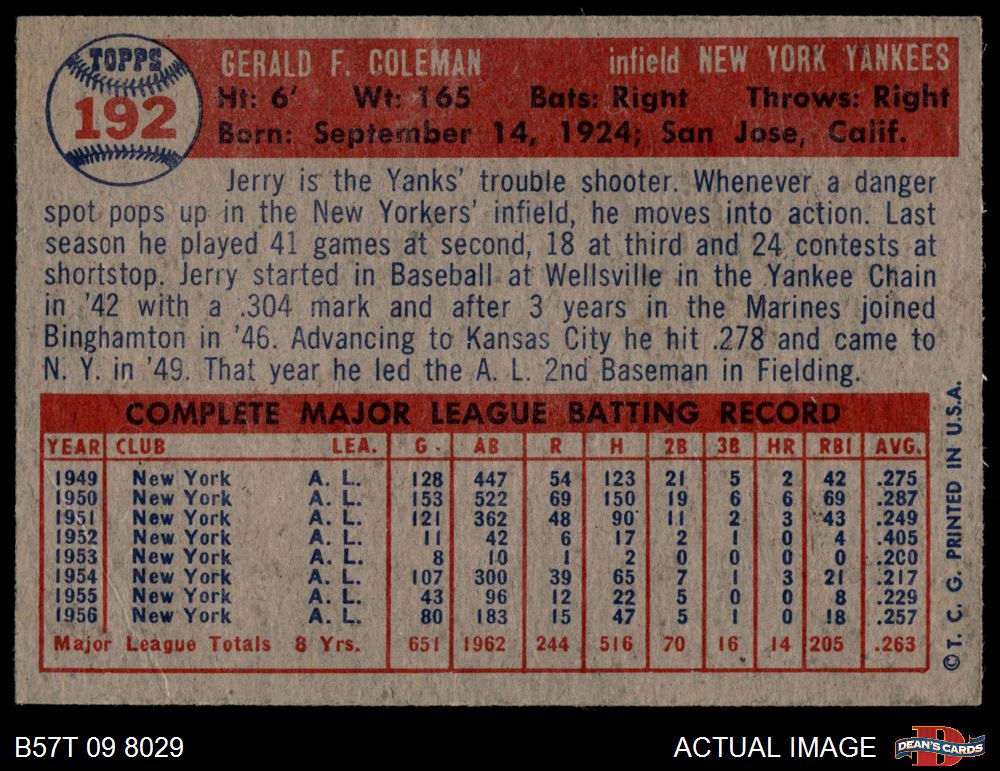 TOPPS
192
GERALD F. COLEMAN infield NEW YORK YANKEES
Ht: 6' Wt: 165 Bats: Right Throws: Right
Born: September 14, 1924; San Jose, Calif.
Jerry is the Yanks' trouble shooter. Whenever a danger
spot pops up in the New Yorkers' infield, he moves into action. Last
season he played 41 games at second, 18 at third and 24 contests at
shortstop. Jerry started in Baseball at Wellsville in the Yankee Chain
in '42 with a .304 mark and after 3 years in the Marines joined
Binghamton in '46. Advancing to Kansas City he hit .278 and came to
N. Y. in '49. That year he led the A. L. 2nd Baseman in Fielding.
COMPLETE MAJOR LEAGUE BATTING RECORD
YEAR CLUB LEA. G AB R H 2B 3B HR RBI AVG.
1949 New York A. L. 128 447 54 123 21 5 2 42 .275
1950 New York A. L. 153 522 69 150 19 6 6 69 .287
1951 New York A. L. 121 362 48 90 11 2 3 43 .249
1952 New York A. L. 11 42 6 17 2 1 0 4 .405
1953 New York A. L. 8 10 1 2 0 0 0 0 .200
1954 New York A. L. 107 300 39 65 7 1 3 21 .217
1955 New York A. L. 43 96 12 22 5 0 0 8 .229
1956 New York A. L. 80 183 15 47 5 1 0 18 .257
Major League Totals 8 Yrs. 651 1962 244 516 70 16 14 205 .263
© T. C. G. PRINTED IN U.S.A.
B57T 09 8029
ACTUAL IMAGE
DEAN'S CARDS